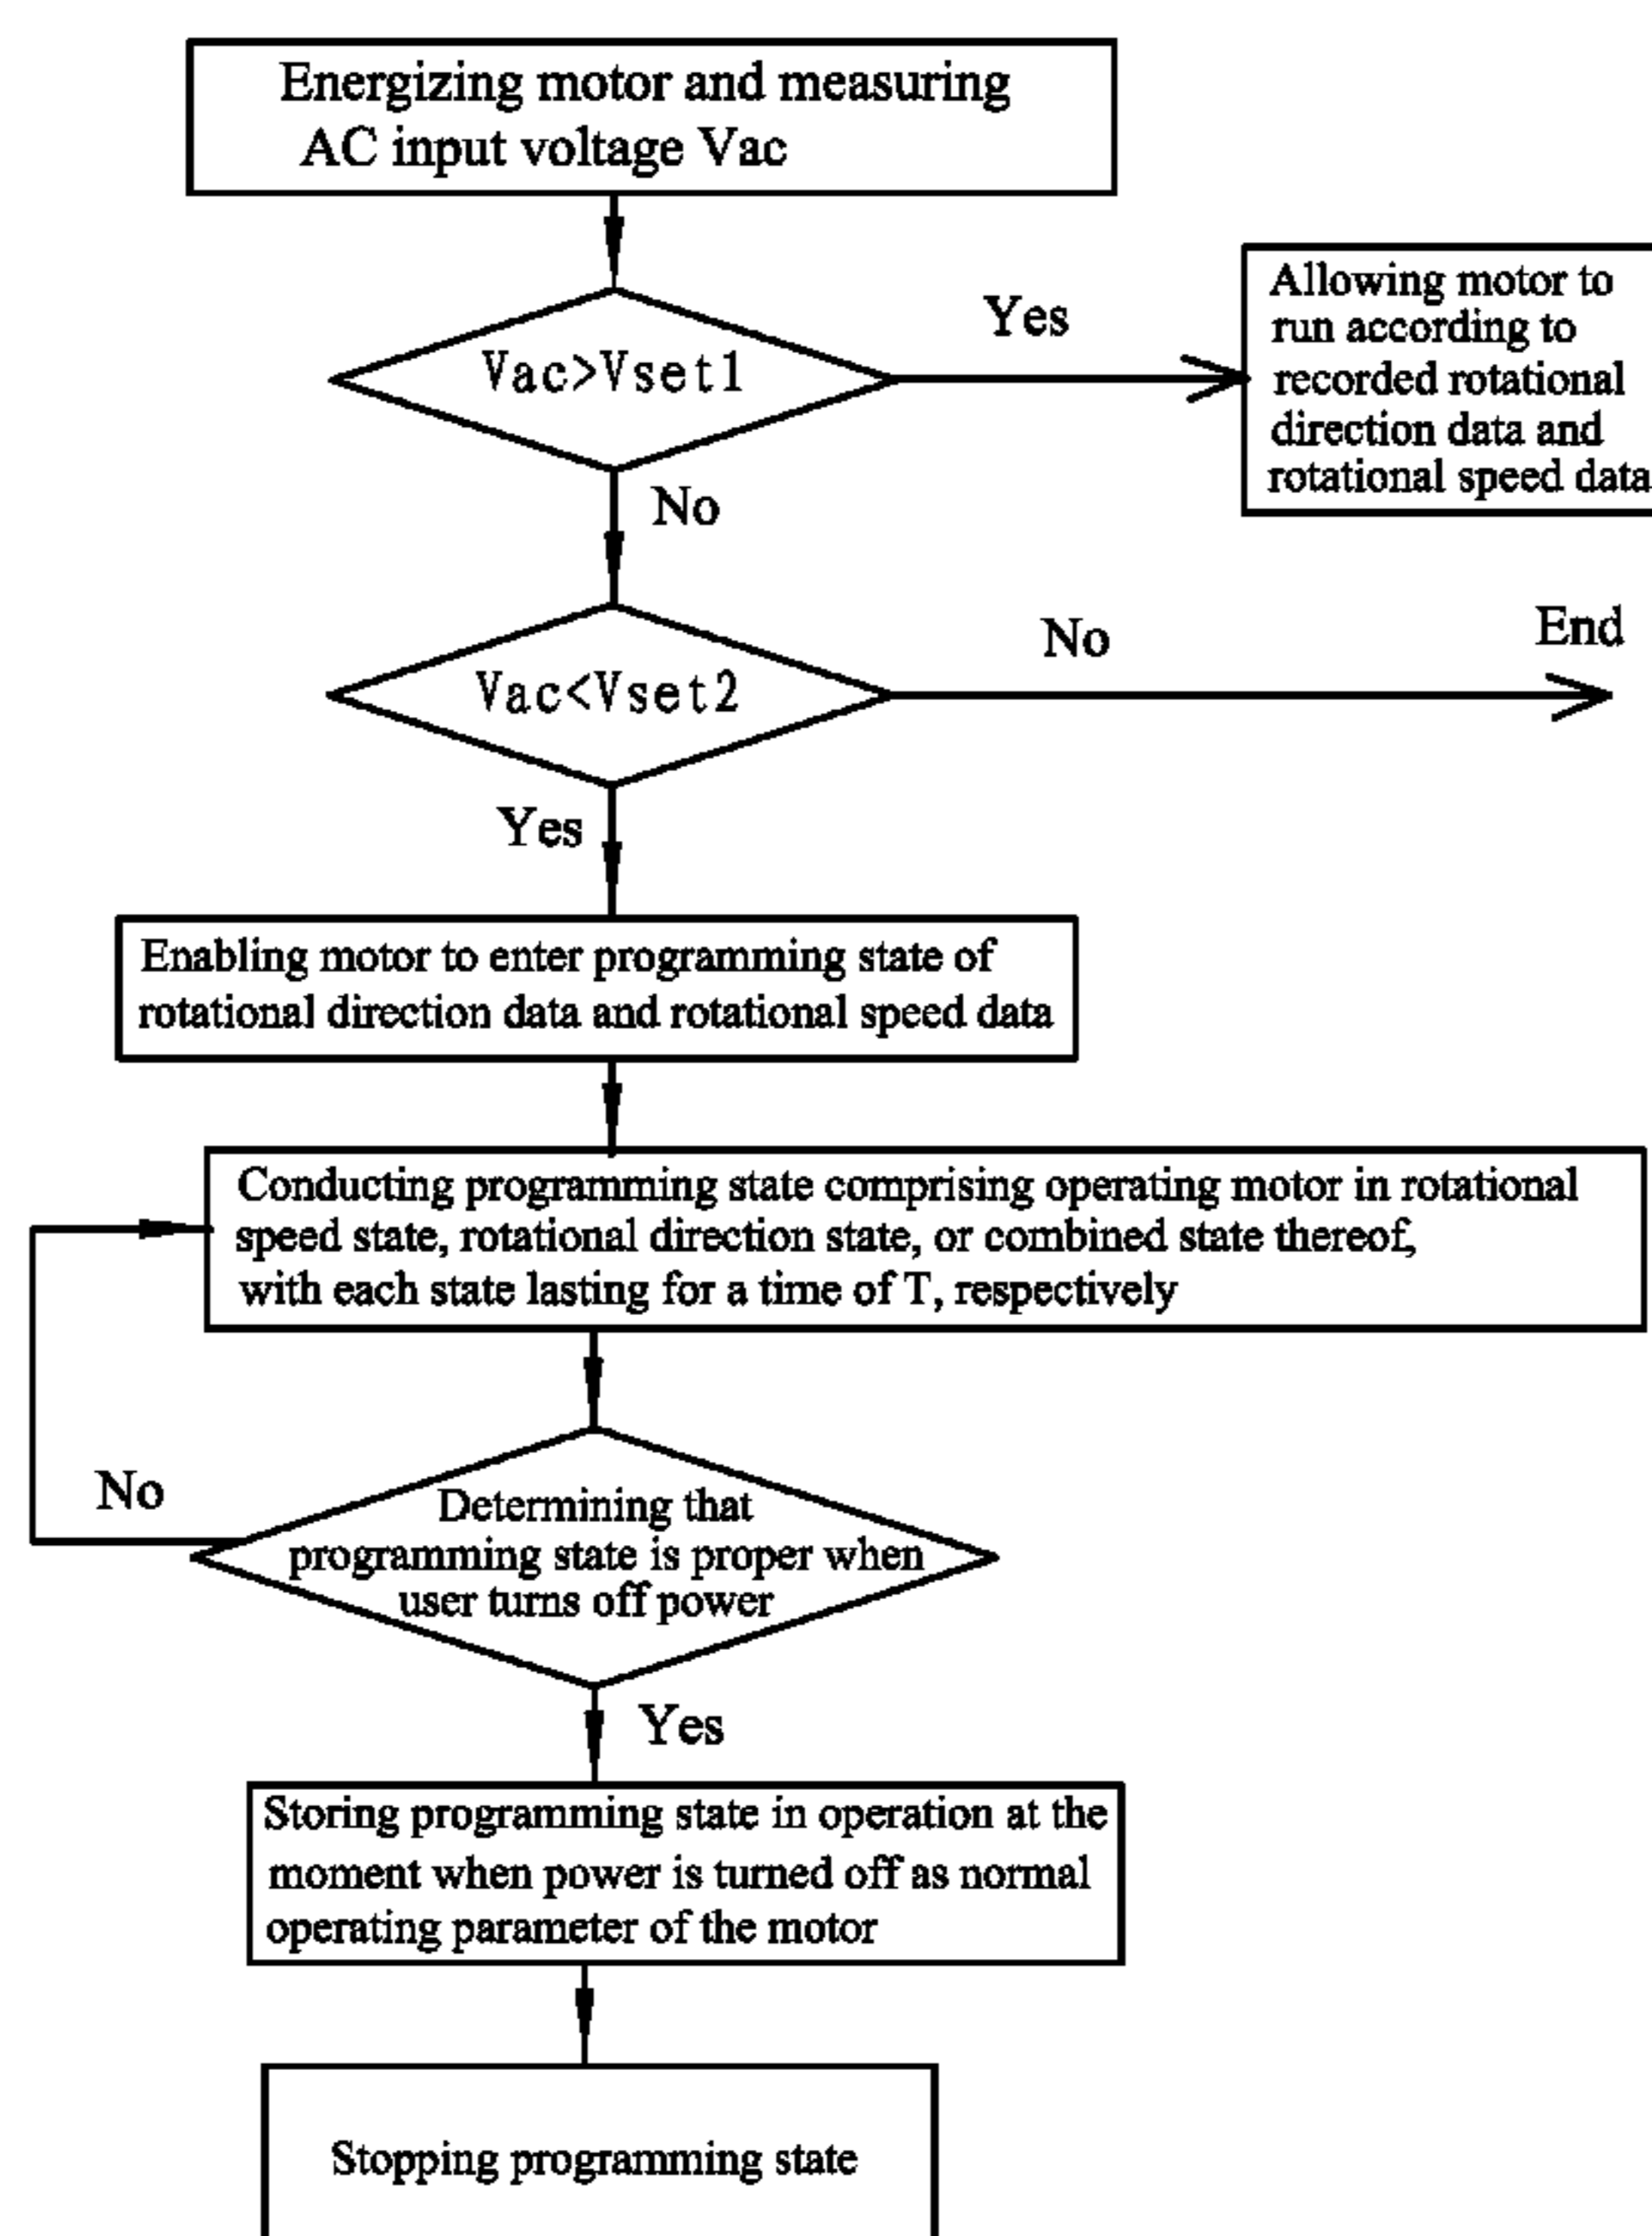 Energizing motor and measuring
AC input voltage Vac
Vac>Vset1
Yes
Allowing motor to
run according to
recorded rotational
direction data and
rotational speed data
No
Vac<Vset2
No
End
Yes
Enabling motor to enter programming state of
rotational direction data and rotational speed data
Conducting programming state comprising operating motor in rotational
speed state, rotational direction state, or combined state thereof,
with each state lasting for a time of T, respectively
No
Determining that
programming state is proper when
user turns off power
Yes
Storing programming state in operation at the
moment when power is turned off as normal
operating parameter of the motor
Stopping programming state